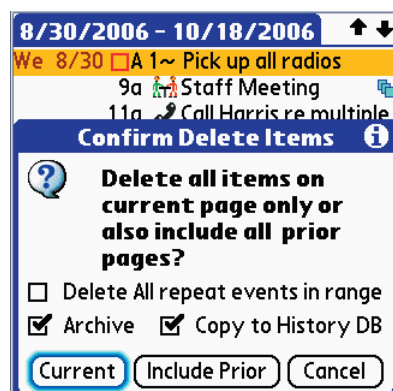 8/30/2006 - 10/18/2006
We 8/30 A 1~ Pick up all radios
9a Staff Meeting
11a Call Harris re multiple
Confirm Delete Items
Delete all items on
current page only or
also include all prior
pages?
Delete All repeat events in range
Archive Copy to History DB
Current Include Prior Cancel